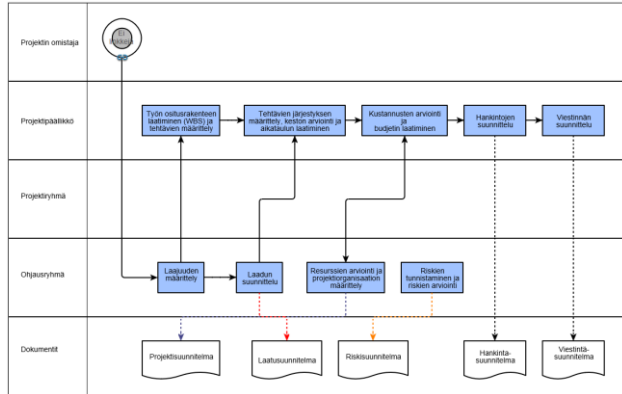 Projektin omistaja
Projektipäällikkö
Työn ositusrakenteen
laatiminen (WBS) ja
tehtävien määrittely
Tehtävien järjestyksen
määrittely, keston arviointi ja
aikataulun laatiminen
Kustannusten arviointi
ja
budjetin laatiminen
Hankintojen
suunnittelu
Viestinnän
suunnittelu
Projektiryhmä
Ohjausryhmä
Laajuuden
määrittely
Laadun
suunnittelu
Resurssien arviointi ja
projektiorganisaation
määrittely
Riskien
tunnistaminen ja
riskien arviointi
Dokumentit
Projektisuunnitelma
Laatusuunnitelma
Riskisuunnitelma
Hankinta-
suunnitelma
Viestintä-
suunnitelma